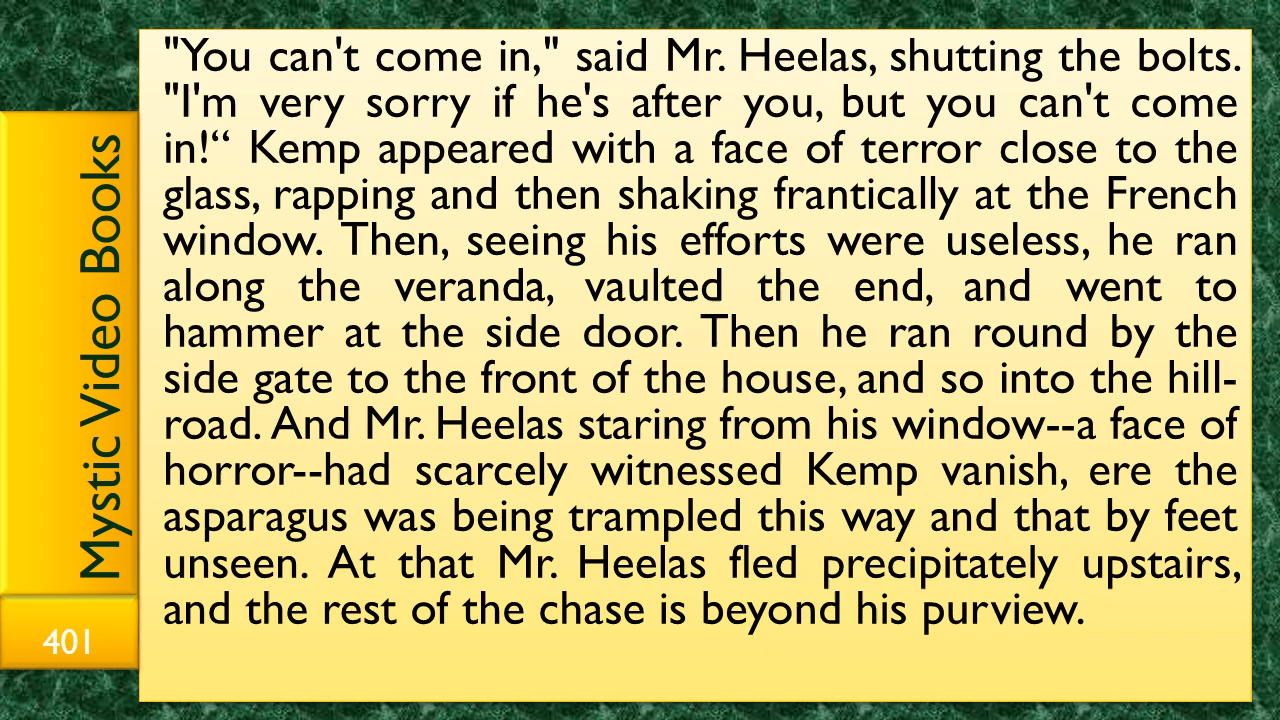 "You can't come in," said Mr. Heelas, shutting the bolts.
"I'm very sorry if he's after you, but you can't come
in!“ Kemp appeared with a face of terror close to the
glass, rapping and then shaking frantically at the French
window. Then, seeing his efforts were useless, he ran
along the veranda, vaulted the end, and went to
hammer at the side door. Then he ran round by the
side gate to the front of the house, and so into the hill-
road. And Mr. Heelas staring from his window--a face of
horror--had scarcely witnessed Kemp vanish, ere the
asparagus was being trampled this way and that by feet
unseen. At that Mr. Heelas fled precipitately upstairs,
and the rest of the chase is beyond his purview.
Mystic Video Books
401